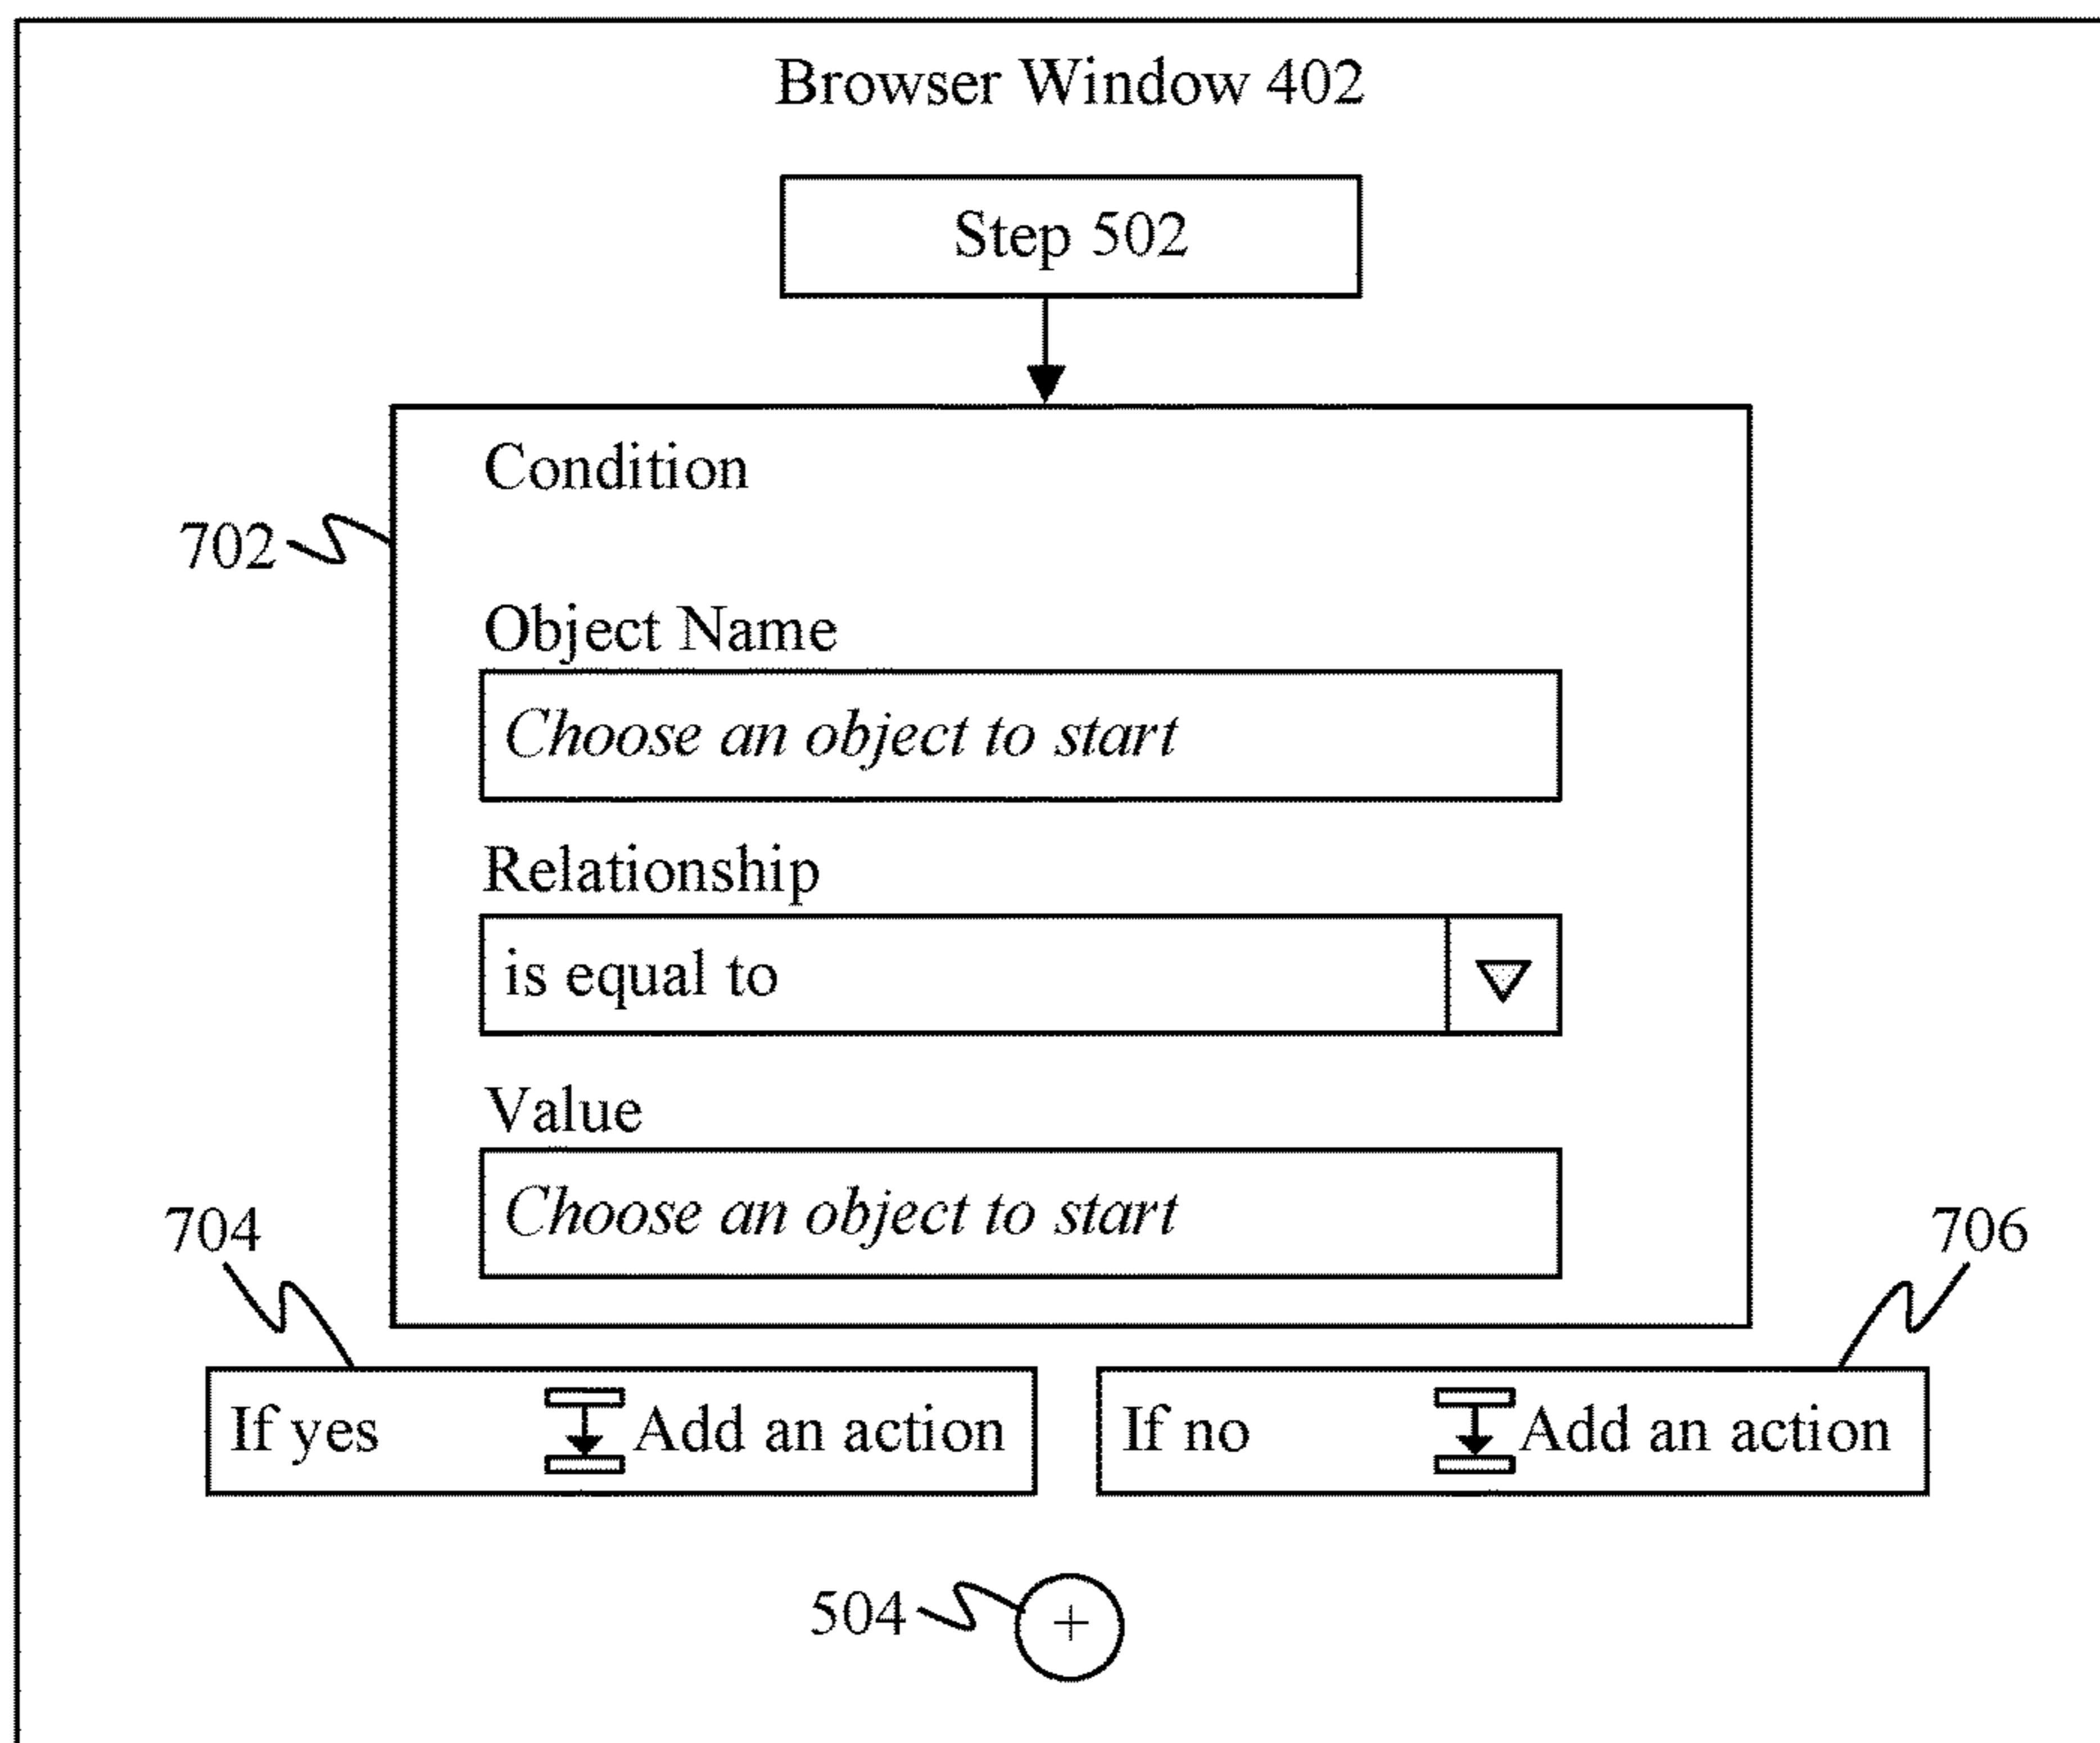 Browser Window 402
Step 502
Condition
702
Object Name
Choose an object to start
Relationship
is equal to
Value
Choose an object to start
704
706
If yes Add an action
If no Add an action
504
+